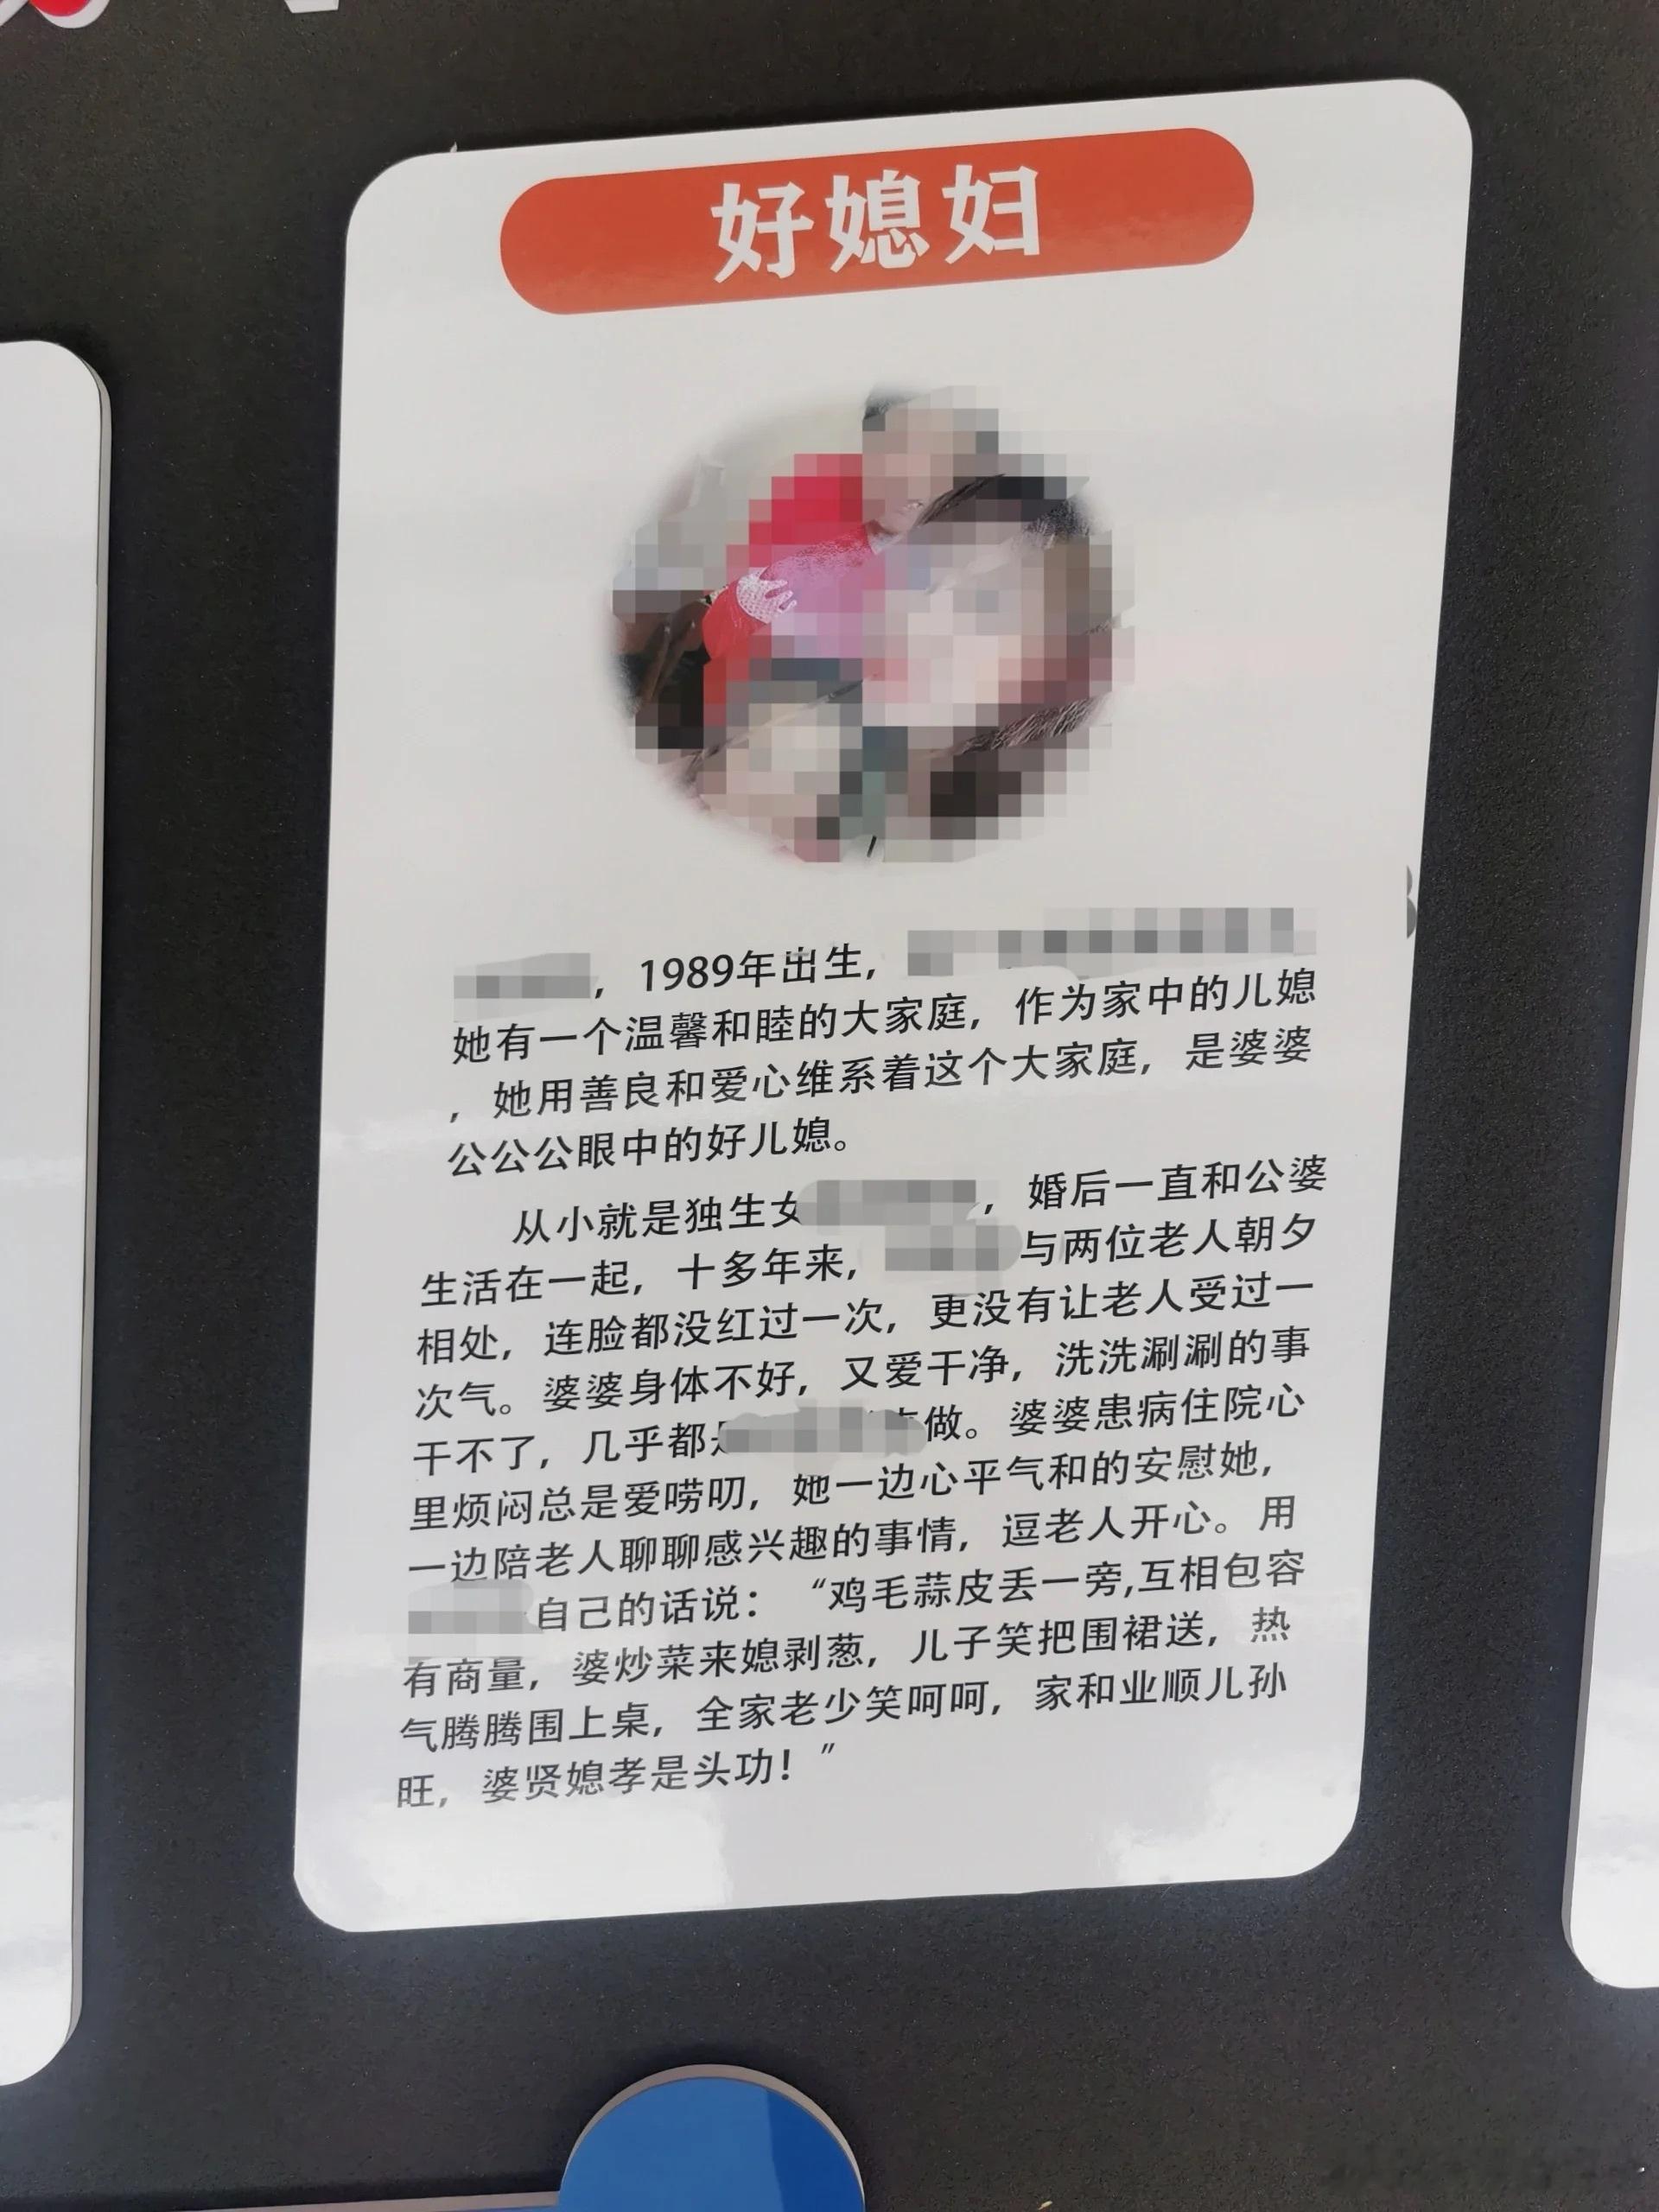 好媳妇
，1989年出生，
她有一个温馨和睦的大家庭，作为家中的儿媳
，她用善良和爱心维系着这个大家庭，是婆婆
公公公眼中的好儿媳。
从小就是独生女，婚后一直和公婆
生活在一起，十多年来，与两位老人朝夕
相处，连脸都没红过一次，更没有让老人受过一
次气。婆婆身体不好，又爱干净，洗洗涮涮的事
干不了，几乎都做。婆婆患病住院心
里烦闷总是爱唠叨，她一边心平气和的安慰她，
一边陪老人聊聊感兴趣的事情，逗老人开心。用
自己的话说：“鸡毛蒜皮丢一旁,互相包容
有商量，婆炒菜来媳剥葱，儿子笑把围裙送，热
气腾腾围上桌，全家老少笑呵呵，家和业顺儿孙
旺，婆贤媳孝是头功！”